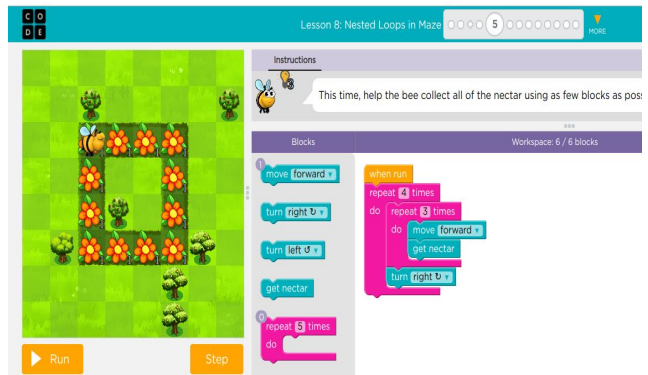 C O
D E
Lesson 8: Nested Loops in Maze
5
MORE
Instructions
3
This time, help the bee collect all of the nectar using as few blocks as pos
Blocks
Workspace: 6 / 6 blocks
1
move forward
turn right ↻
turn left ↺
get nectar
0
repeat 5 times
do
when run
repeat 4 times
do repeat 3 times
do move forward
get nectar
turn right ↻
Run
Step